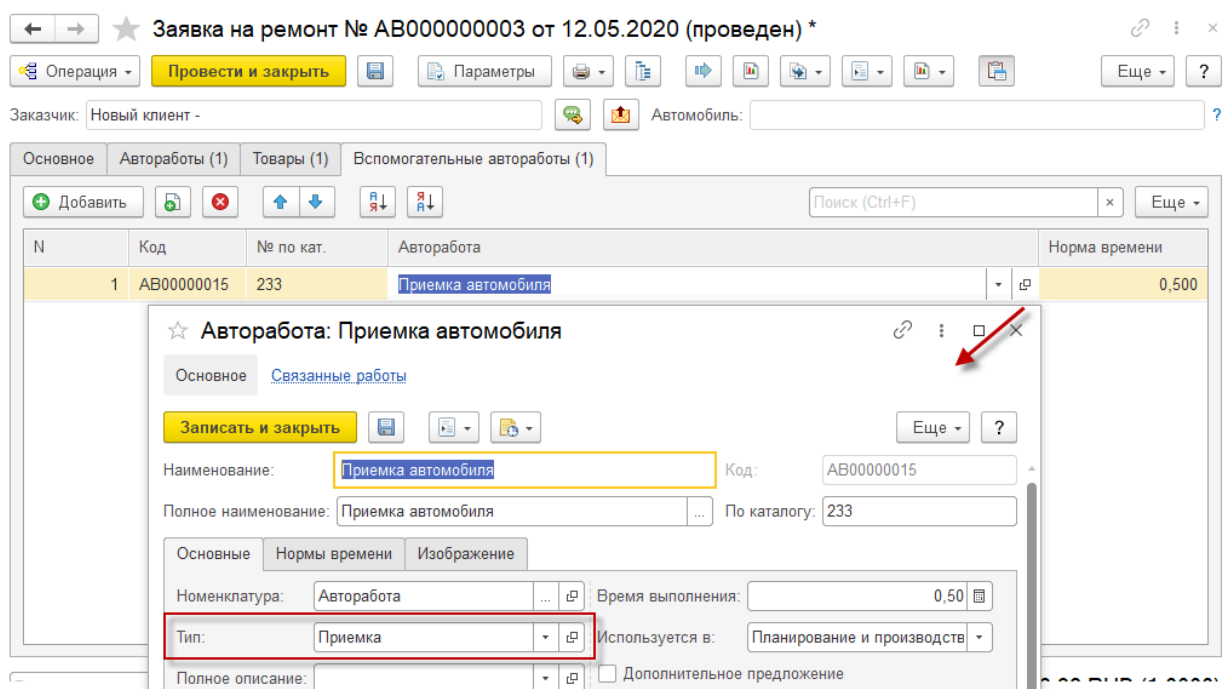 Заявка на ремонт № АВ000000003 от 12.05.2020 (проведен) *
Операция Провести и закрыть Параметры Еще ?
Заказчик: Новый клиент - Автомобиль: ?
Основное Автоработы (1) Товары (1) Вспомогательные автоработы (1)
Добавить Поиск (Ctrl+F) × Еще
N Код № по кат. Авторабота Норма времени
1 АВ00000015 233 Приемка автомобиля 0,500
Авторабота: Приемка автомобиля
Основное Связанные работы
Записать и закрыть Еще ?
Наименование: Приемка автомобиля Код: АВ00000015
Полное наименование: Приемка автомобиля ... По каталогу: 233
Основные Нормы времени Изображение
Номенклатура: Авторабота ... Время выполнения: 0,50
Тип: Приемка Используется в: Планирование и производств
Полное описание: Дополнительное предложение